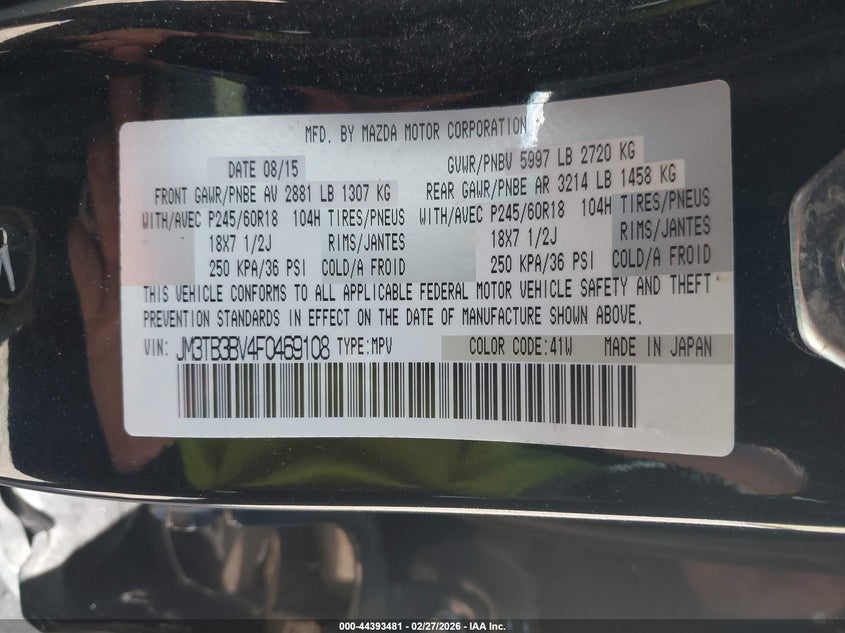 MFD. BY MAZDA MOTOR CORPORATION
DATE 08/15 GVWR/PNBV 5997 LB 2720 KG
FRONT GAWR/PNBE AV 2881 LB 1307 KG REAR GAWR/PNBE AR 3214 LB 1458 KG
WITH/AVEC P245/60R18 104H TIRES/PNEUS WITH/AVEC P245/60R18 104H TIRES/PNEUS
18X7 1/2J RIMS/JANTES 18X7 1/2J RIMS/JANTES
250 KPA/36 PSI COLD/A FROID 250 KPA/36 PSI COLD/A FROID
THIS VEHICLE CONFORMS TO ALL APPLICABLE FEDERAL MOTOR VEHICLE SAFETY AND THEFT
PREVENTION STANDARDS IN EFFECT ON THE DATE OF MANUFACTURE SHOWN ABOVE.
VIN: JM3TB3BV4F0469108 TYPE:MPV COLOR CODE:41W MADE IN JAPAN
000-44393481 - 02/27/2026 - IAA Inc.